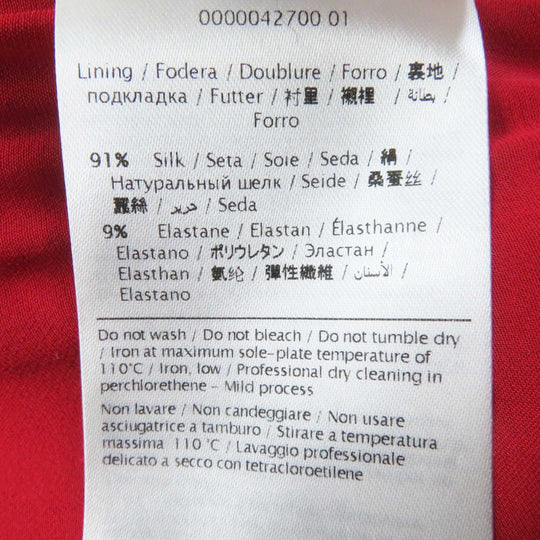 0000042700 01
Lining / Fodera / Doublure / Forro / 裏地 /
подкладка / Futter / 衬里 / 襯裡 / بطانة /
Forro
91% Silk / Seta / Soie / Seda / 絹 /
Натуральный шелк / Seide / 桑蚕丝 /
蠶絲 / حرير / Seda
9% Elastane / Elastan / Élasthanne /
Elastano / ポリウレタン / Эластан /
Elasthan / 氨纶 / 彈性纖維 / الأستان /
Elastano
Do not wash / Do not bleach / Do not tumble dry
/ Iron at maximum sole-plate temperature of
110°C / Iron, low / Professional dry cleaning in
perchlorethene - Mild process
Non lavare / Non candeggiare / Non usare
asciugatrice a tamburo / Stirare a temperatura
massima 110 °C / Lavaggio professionale
delicato a secco con tetracloroetilene